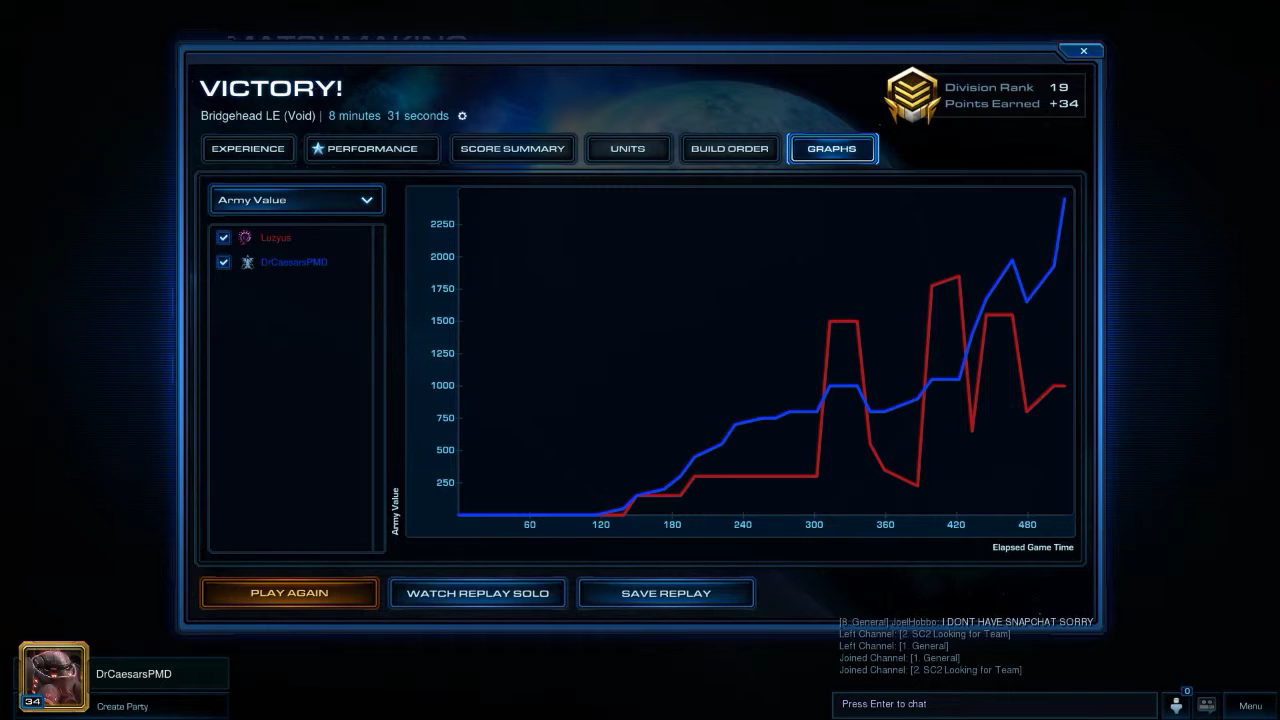 VICTORY!
Bridgehead LE (Void) | 8 minutes 31 seconds
Division Rank 19
Points Earned +34
EXPERIENCE
PERFORMANCE
SCORE SUMMARY
UNITS
BUILD ORDER
GRAPHS
Army Value
Luzyus
DrCaesarsPMD
2250
2000
1750
1500
1250
1000
750
500
250
Army Value
60 120 180 240 300 360 420 480
Elapsed Game Time
PLAY AGAIN
WATCH REPLAY SOLO
SAVE REPLAY
[8. General] JoelHobbo: I DONT HAVE SNAPCHAT SORRY
Left Channel: [2. SC2 Looking for Team]
Left Channel: [1. General]
Joined Channel: [1. General]
Joined Channel: [2. SC2 Looking for Team]
34
DrCaesarsPMD
Create Party
Press Enter to chat
0
Menu